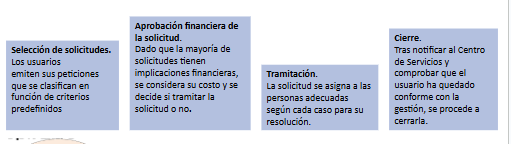 Selección de solicitudes.
Los usuarios
emiten sus peticiones
que se clasifican en
función de criterios
predefinidos
Aprobación financiera de
la solicitud.
Dado que la mayoría de
solicitudes tienen
implicaciones financieras,
se considera su costo y se
decide si tramitar la
solicitud o no.
Tramitación.
La solicitud se asigna a las
personas adecuadas
según cada caso para su
resolución.
Cierre.
Tras notificar al Centro
de Servicios y
comprobar que el
usuario ha quedado
conforme con la
gestión, se procede a
cerrarla.